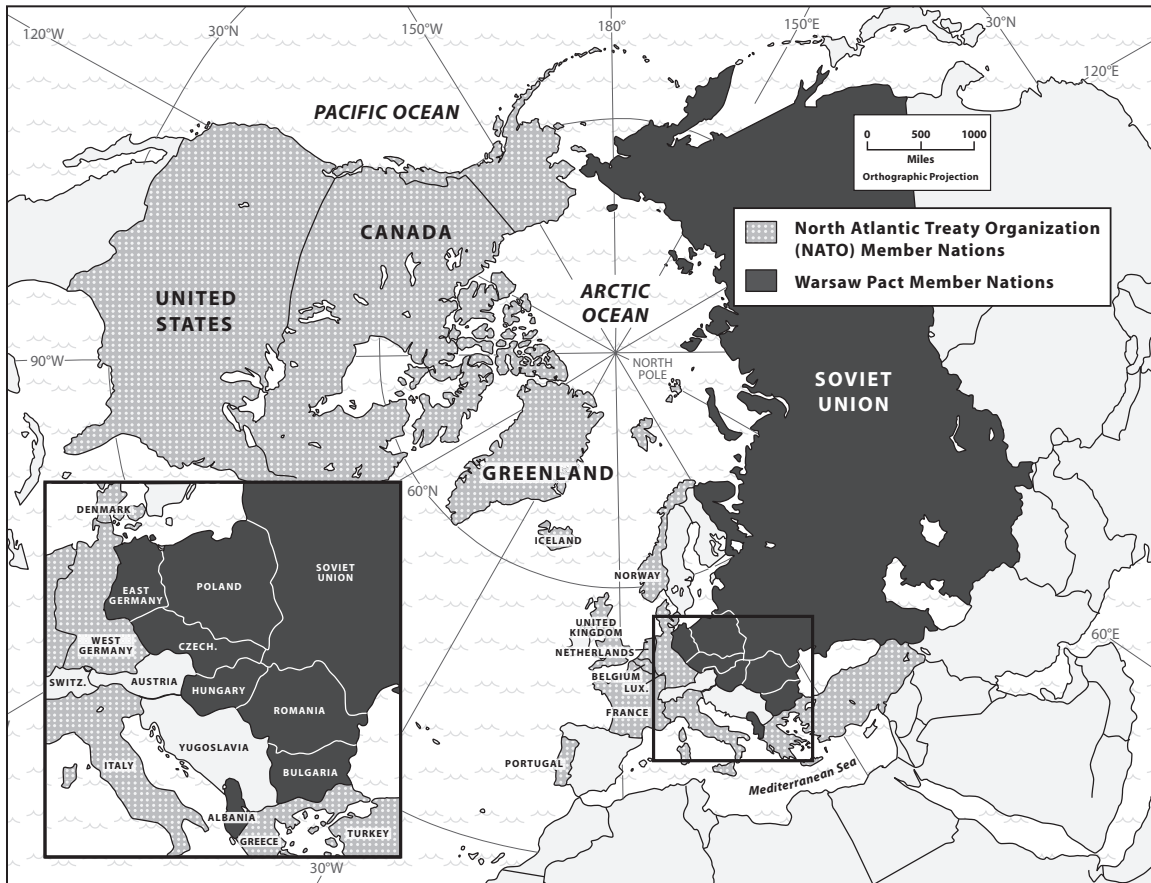 120°W
30°N
150°W
180°
150°E
30°N
120°E
PACIFIC OCEAN
0 500 1000
Miles
Orthographic Projection
North Atlantic Treaty Organization
(NATO) Member Nations
Warsaw Pact Member Nations
CANADA
UNITED
STATES
ARCTIC
OCEAN
90°W
NORTH
POLE
SOVIET
UNION
GREENLAND
60°N
ICELAND
NORWAY
UNITED
KINGDOM
NETHERLANDS
BELGIUM
LUX.
FRANCE
PORTUGAL
Mediterranean Sea
60°E
DENMARK
SOVIET
UNION
EAST
GERMANY
POLAND
WEST
GERMANY
CZECH.
SWITZ.
AUSTRIA
HUNGARY
ROMANIA
YUGOSLAVIA
ITALY
BULGARIA
ALBANIA
GREECE
TURKEY
30°W